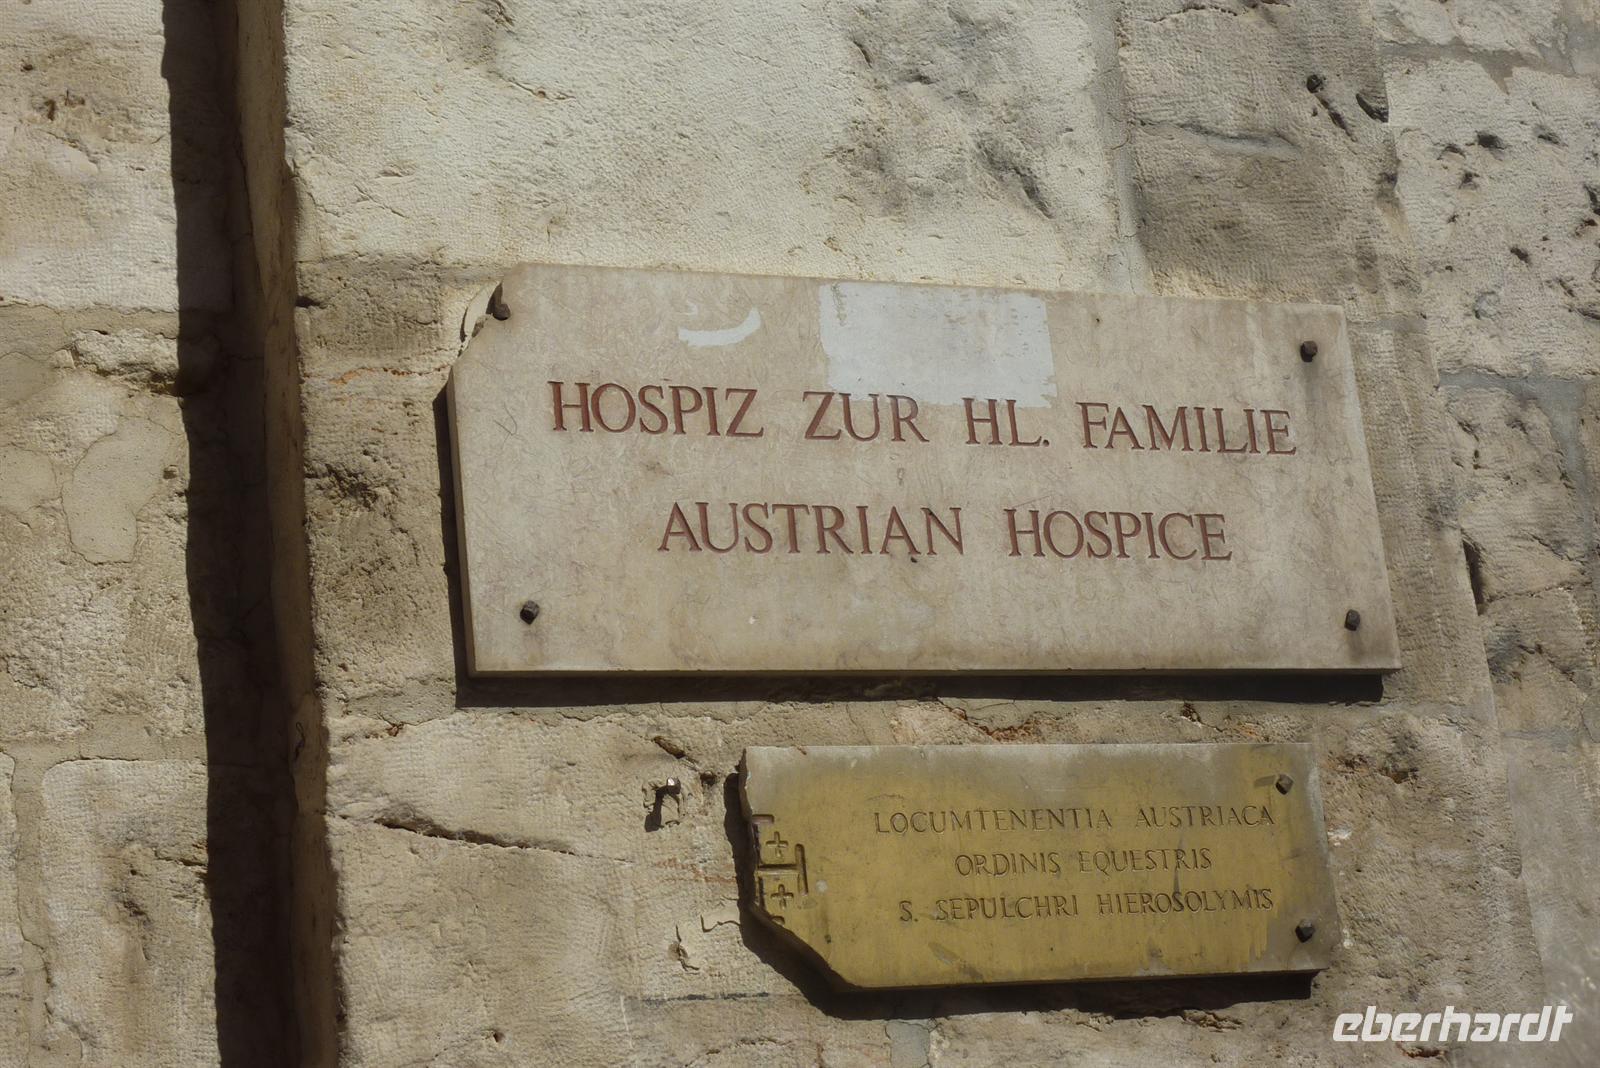 HOSPIZ ZUR HL. FAMILIE
AUSTRIAN HOSPICE
LOCUMTENENTIA AUSTRIACA
ORDINIS EQUESTRIS
S. SEPULCHRI HIEROSOLYMIS
eberhardt